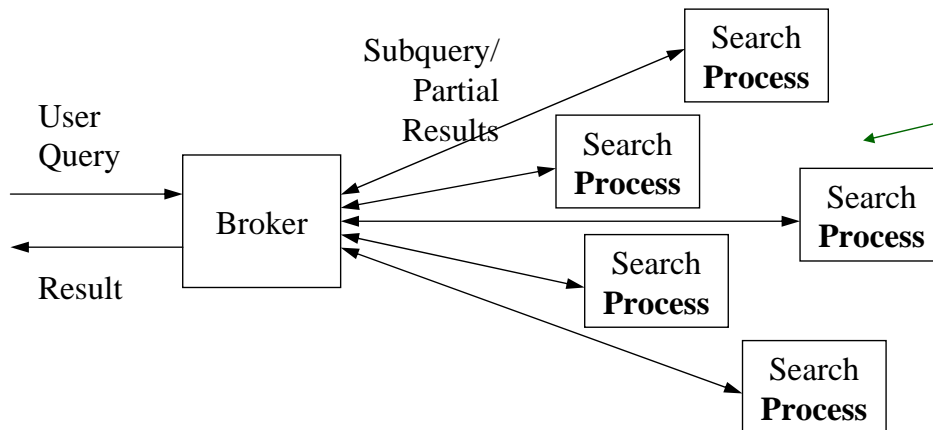 User
Query
Result
Broker
Subquery/
Partial
Results
Search
Process
Search
Process
Search
Process
Search
Process
Search
Process